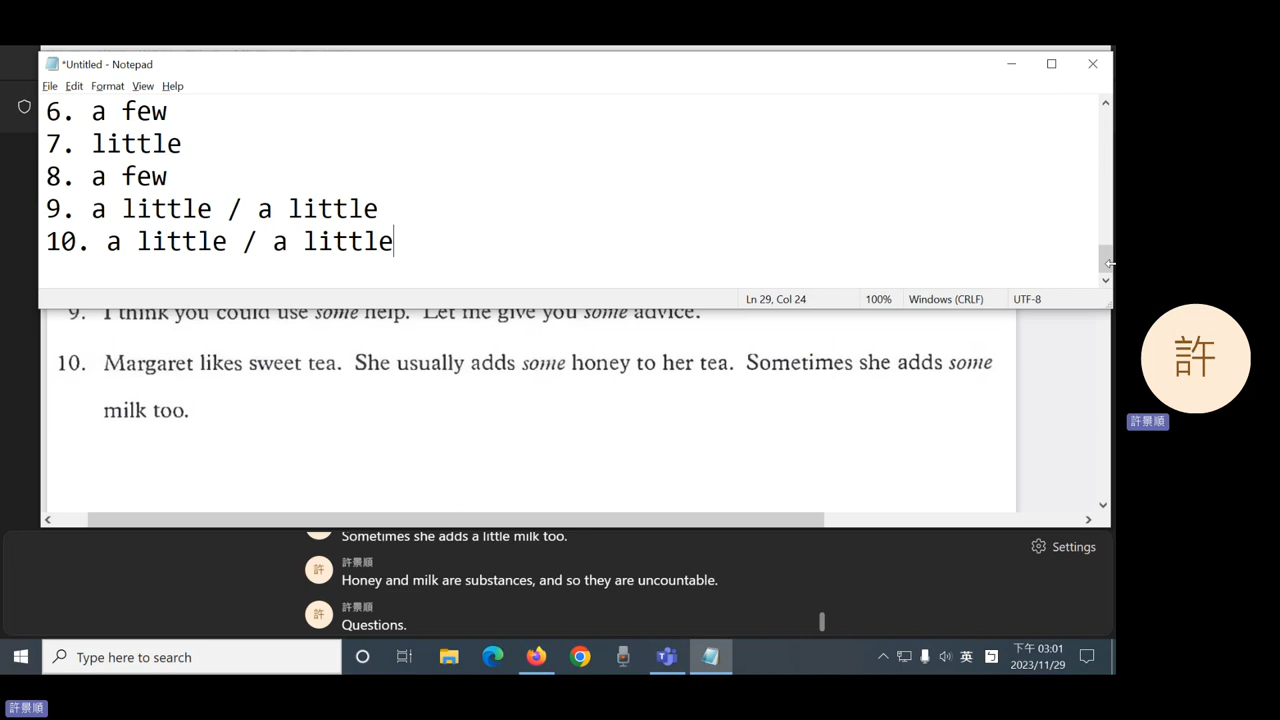 *Untitled - Notepad
File Edit Format View Help
6. a few
7. little
8. a few
9. a little / a little
10. a little / a little
Ln 29, Col 24 100% Windows (CRLF) UTF-8
9. I think you could use some help. Let me give you some advice.
10. Margaret likes sweet tea. She usually adds some honey to her tea. Sometimes she adds some
milk too.
Sometimes she adds a little milk too.
Settings
許景順
許 Honey and milk are substances, and so they are uncountable.
許景順
許 Questions.
許
許景順
Type here to search
英
下午 03:01
2023/11/29
許景順